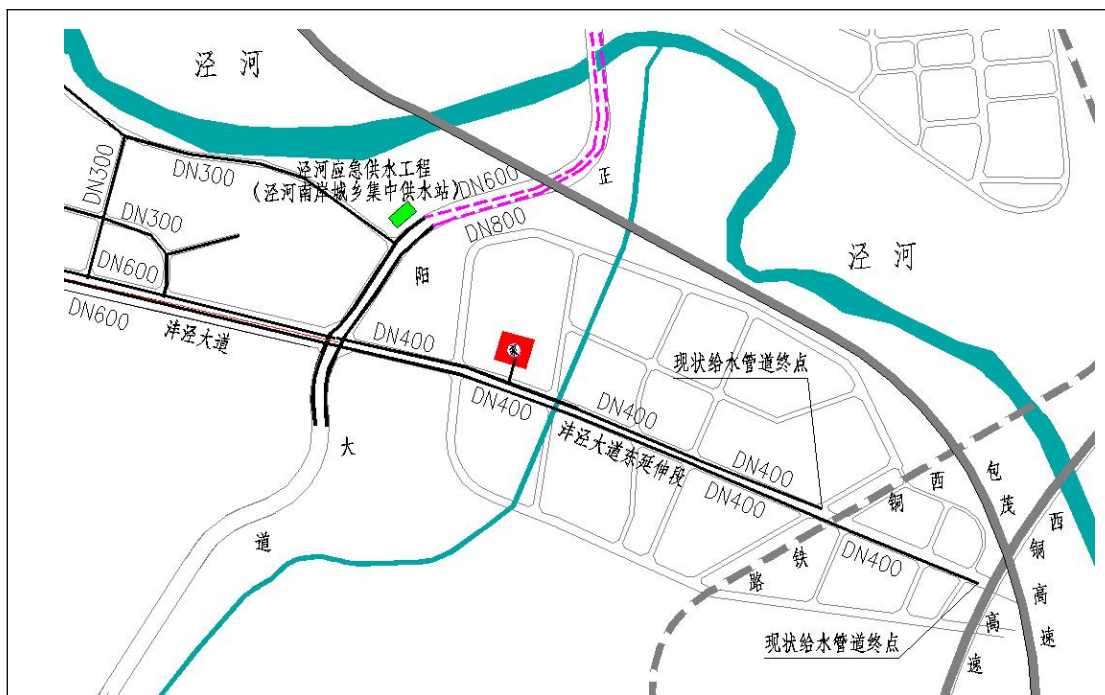 泾 河
DN300
DN300
泾河应急供水工程
(泾河南岸城乡集中供水站)
DN600
正
DN300
DN800
泾 河
阳
DN600
DN600
沣泾大道
DN400
泵
现状给水管道终点
DN400
DN400
沣泾大道东延伸段
DN400
DN400
大
道
DN400
西
铜
铁
路
包
茂
高
速
西
铜
高
速
现状给水管道终点